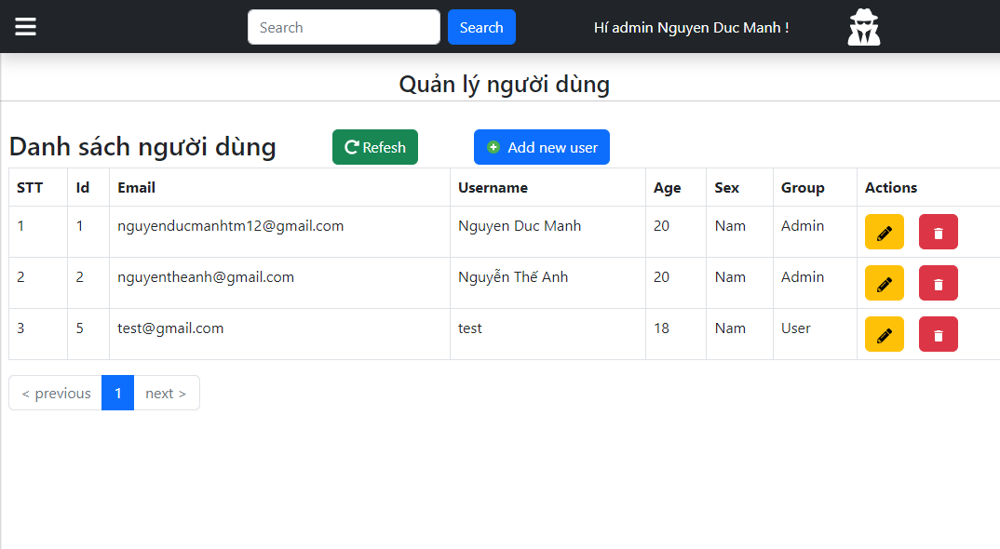 Search Search Hí admin Nguyen Duc Manh !
Quản lý người dùng
Danh sách người dùng Refesh Add new user
STT Id Email Username Age Sex Group Actions
1 1 nguyenducmanhtm12@gmail.com Nguyen Duc Manh 20 Nam Admin
2 2 nguyentheanh@gmail.com Nguyễn Thế Anh 20 Nam Admin
3 5 test@gmail.com test 18 Nam User
< previous 1 next >